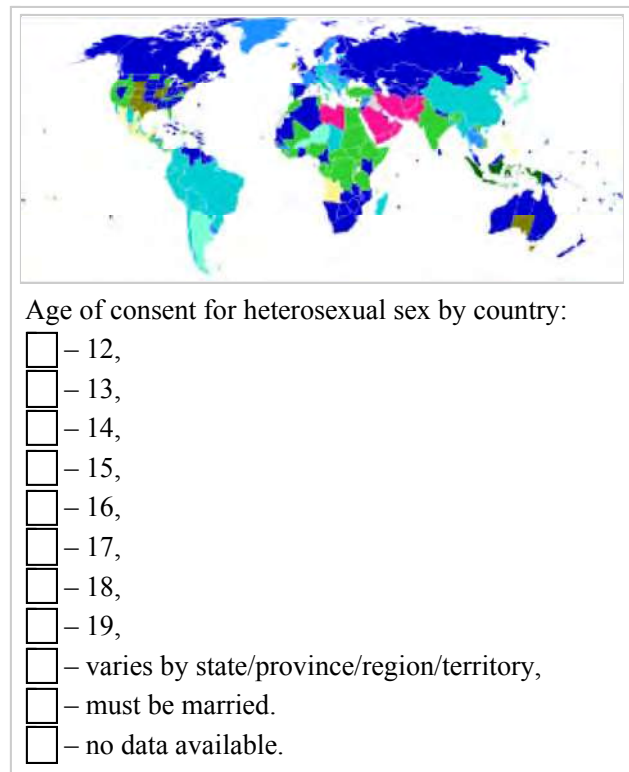 Age of consent for heterosexual sex by country:
– 12,
– 13,
– 14,
– 15,
– 16,
– 17,
– 18,
– 19,
– varies by state/province/region/territory,
– must be married.
– no data available.